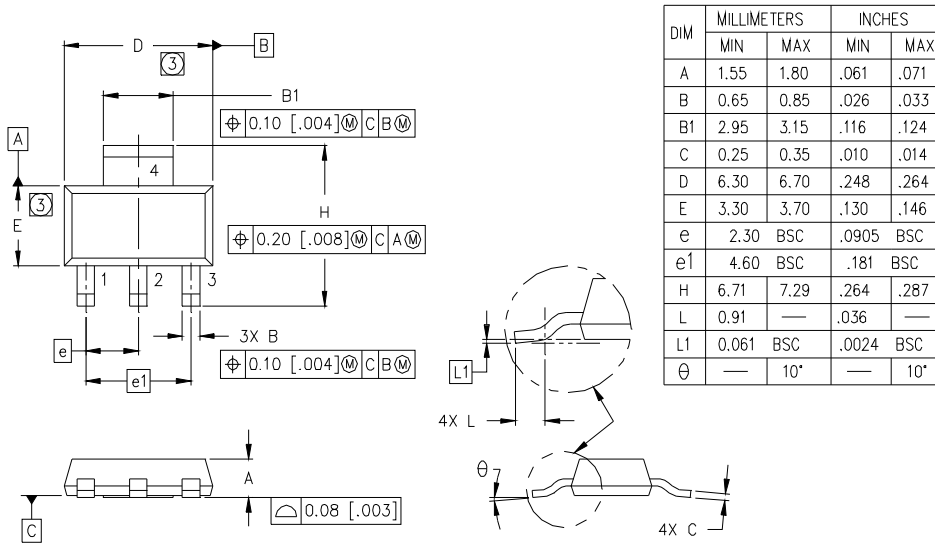 D
B
③
B1
⌖ 0.10 [.004]Ⓜ C BⓂ
A
4
③
E
H
⌖ 0.20 [.008]Ⓜ C AⓂ
1 2 3
3X B
e
⌖ 0.10 [.004]Ⓜ C BⓂ
e1
L1
4X L
A
C
⌓ 0.08 [.003]
θ
4X C
DIM MILLIMETERS INCHES
MIN MAX MIN MAX
A 1.55 1.80 .061 .071
B 0.65 0.85 .026 .033
B1 2.95 3.15 .116 .124
C 0.25 0.35 .010 .014
D 6.30 6.70 .248 .264
E 3.30 3.70 .130 .146
e 2.30 BSC .0905 BSC
e1 4.60 BSC .181 BSC
H 6.71 7.29 .264 .287
L 0.91 — .036 —
L1 0.061 BSC .0024 BSC
θ — 10° — 10°